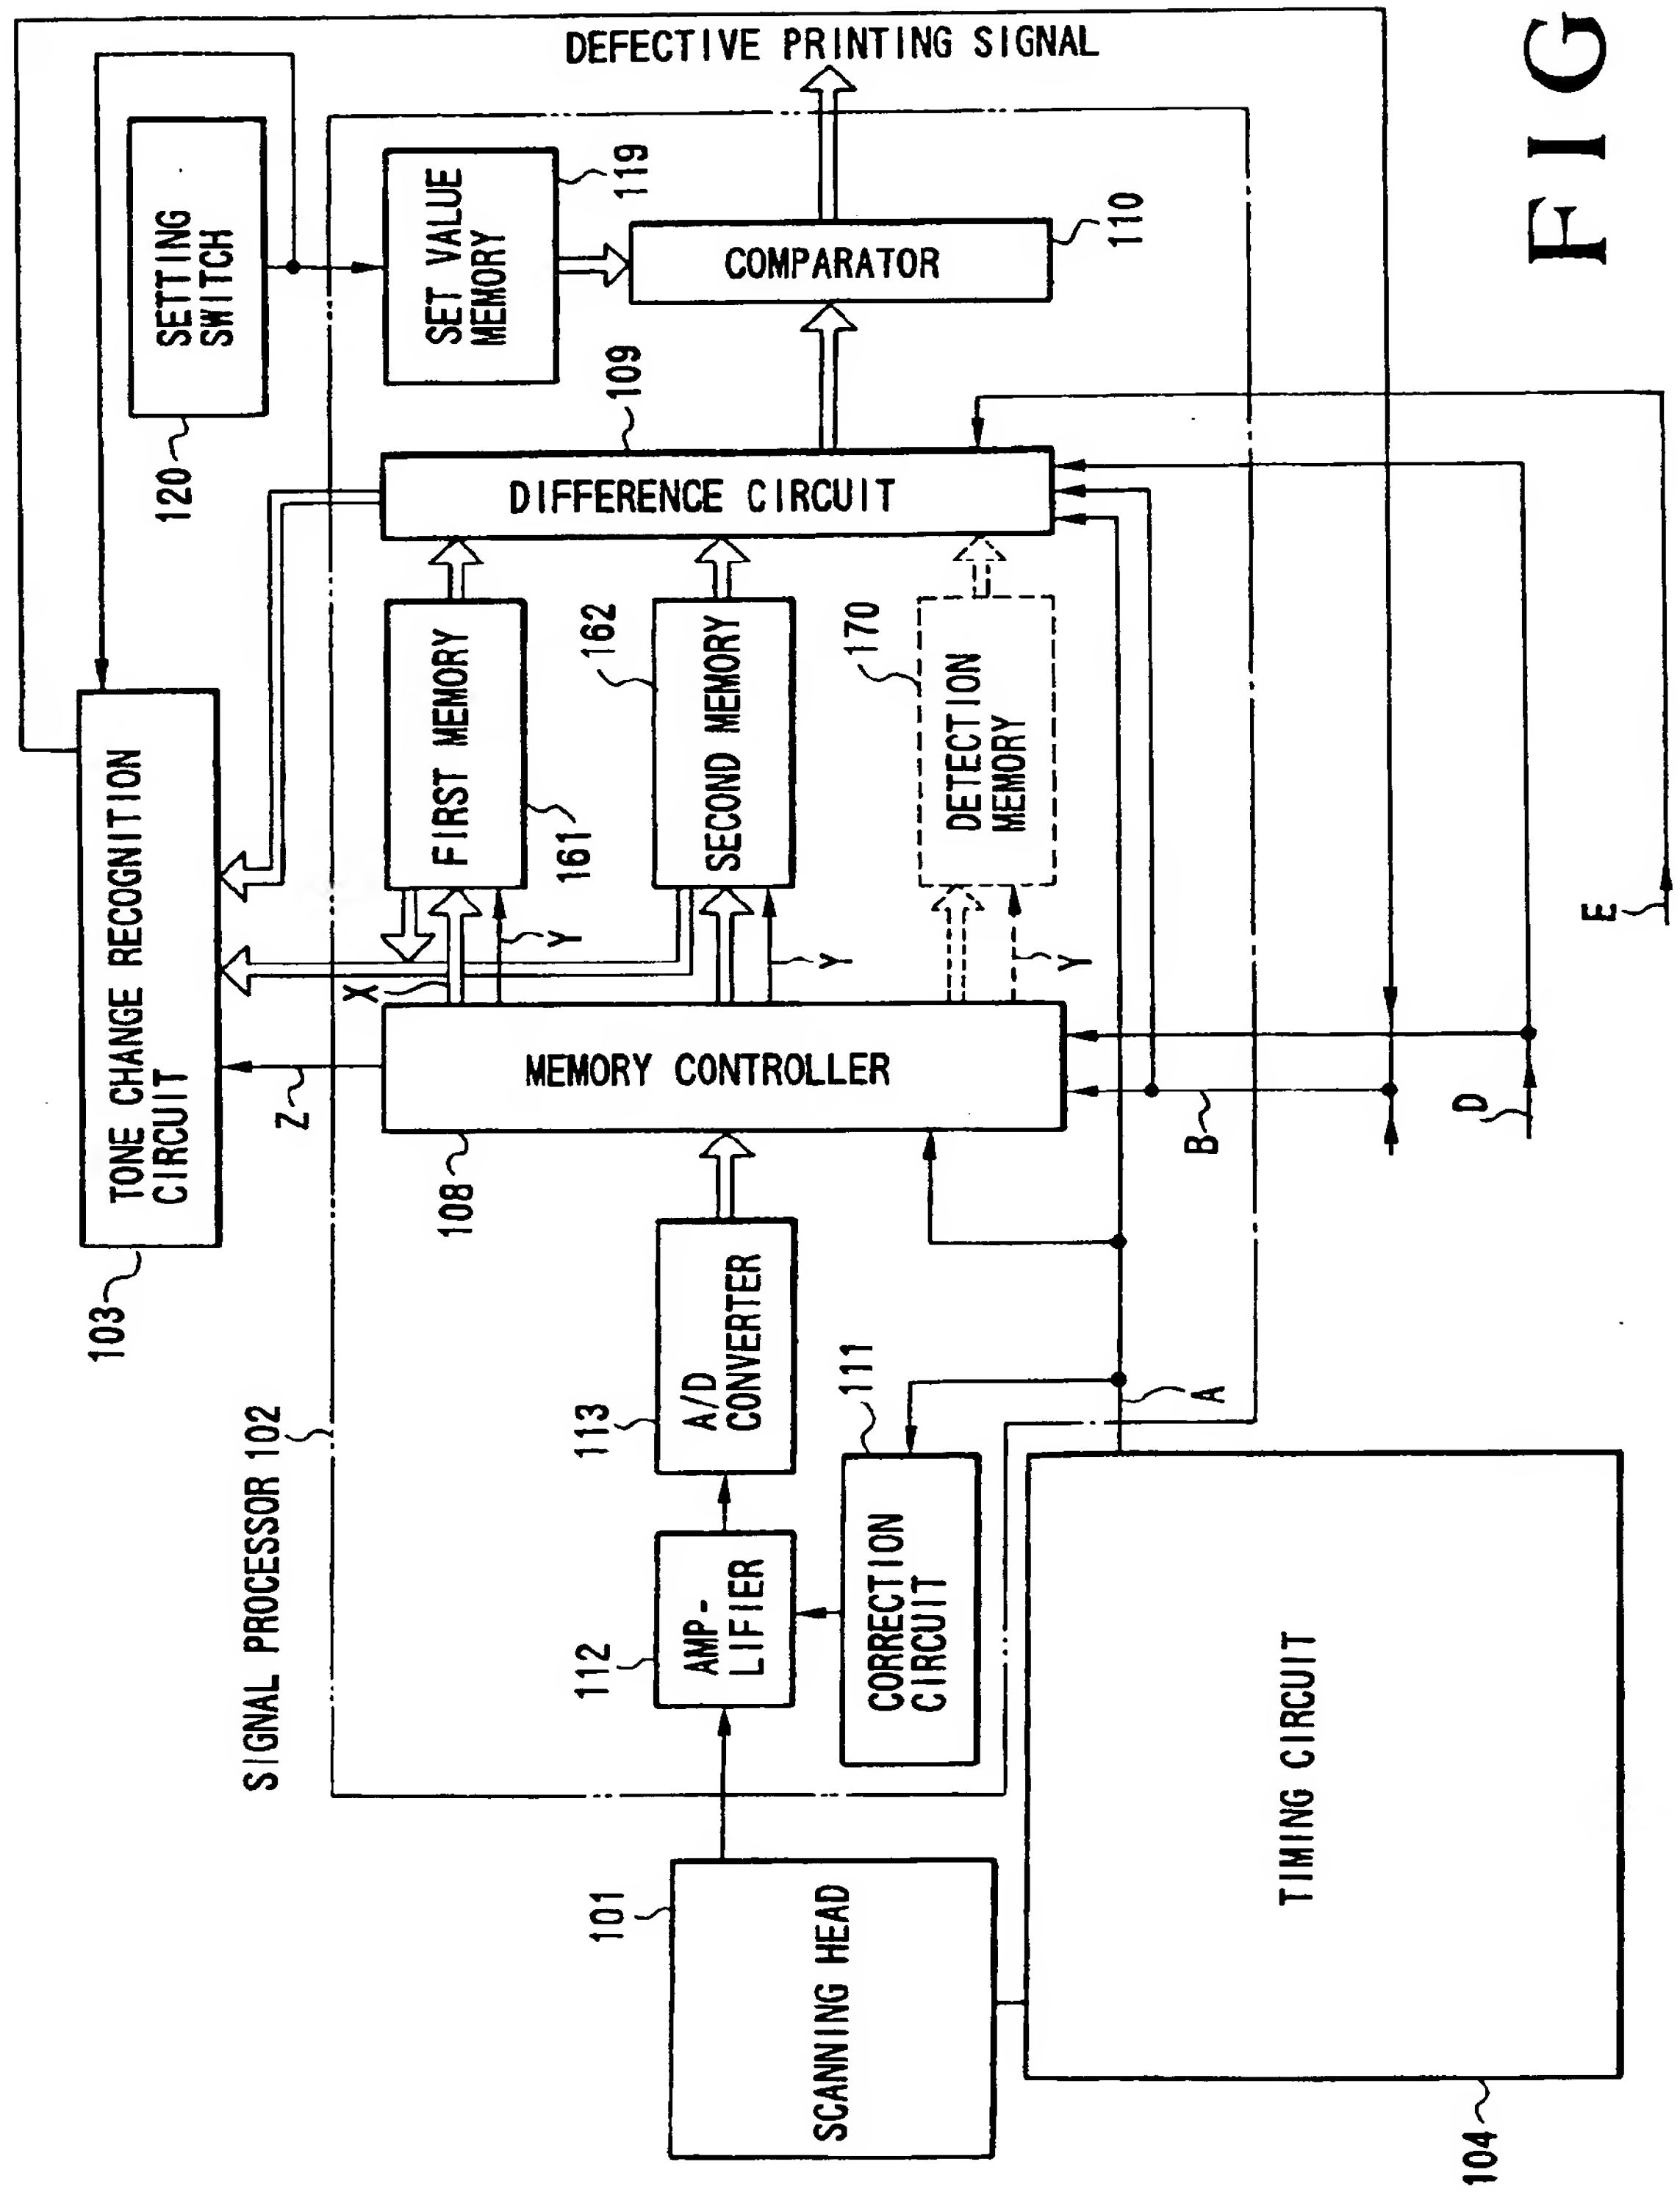 TONE CHANGE RECOGNITION
CIRCUIT
103
SETTING
SWITCH
120
SIGNAL PROCESSOR 102
Z
X
108
FIRST MEMORY
161
Y
SET VALUE
MEMORY
119
109
DEFECTIVE PRINTING SIGNAL
101
SCANNING HEAD
112
AMP-
LIFIER
113
A/D
CONVERTER
MEMORY CONTROLLER
162
SECOND MEMORY
Y
DIFFERENCE CIRCUIT
COMPARATOR
110
111
CORRECTION
CIRCUIT
170
DETECTION
MEMORY
Y
A
B
D
E
104
TIMING CIRCUIT
FIG